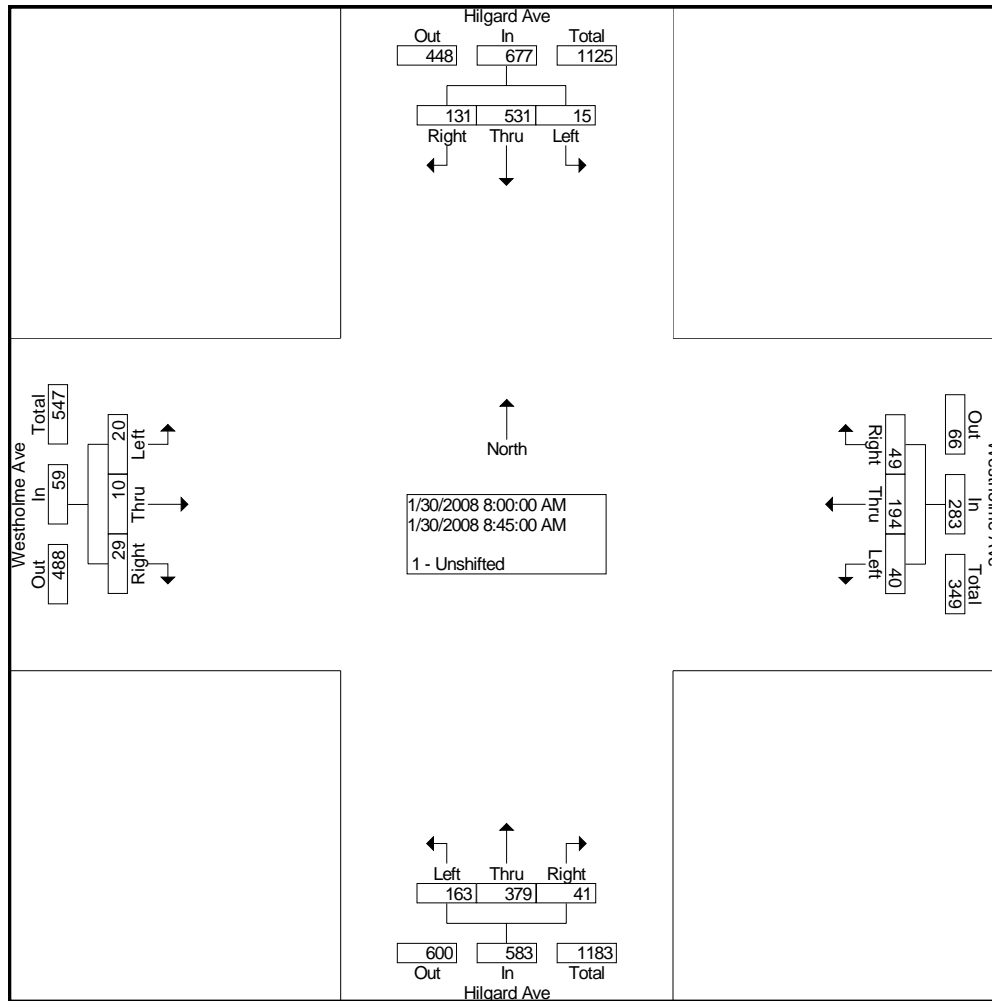 Hilgard Ave
Out In Total
448 677 1125
131 531 15
Right Thru Left
Westholme Ave
Total In Out
547 59 488
20 10 29
Left Thru Right
North
1/30/2008 8:00:00 AM
1/30/2008 8:45:00 AM
1 - Unshifted
Right Thru Left
49 194 40
66 283 349
Out In Total
Westholme Ave
Left Thru Right
163 379 41
600 583 1183
Out In Total
Hilgard Ave